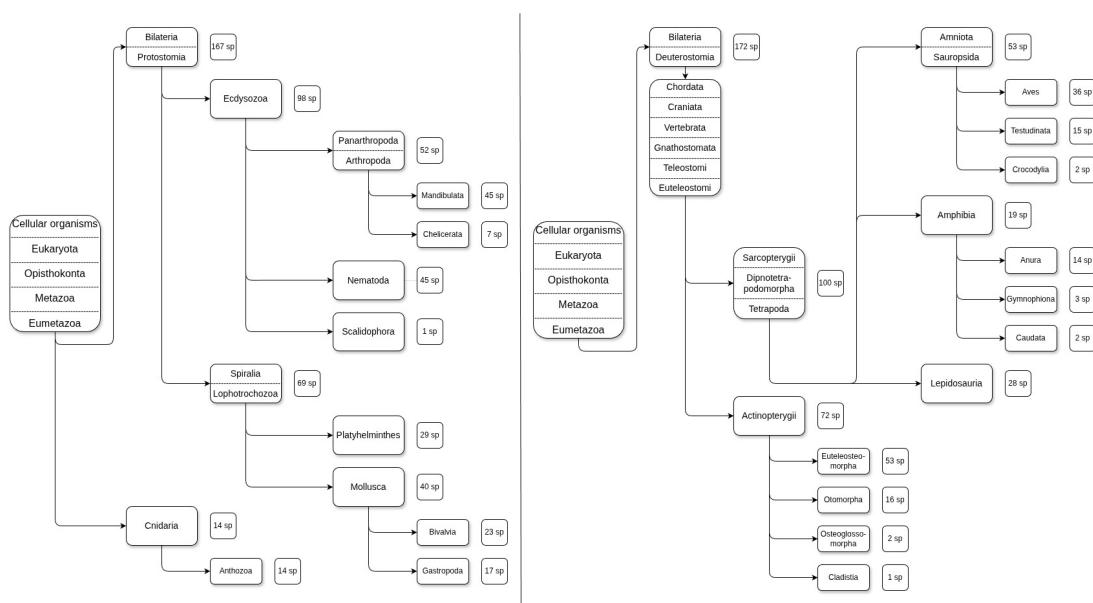 Bilateria
Protostomia
167 sp
Ecdysozoa
98 sp
Panarthropoda
Arthropoda
52 sp
Mandibulata
45 sp
Chelicerata
7 sp
Cellular organisms
Eukaryota
Opisthokonta
Metazoa
Eumetazoa
Nematoda
45 sp
Scalidophora
1 sp
Spiralia
Lophotrochozoa
69 sp
Platyhelminthes
29 sp
Mollusca
40 sp
Cnidaria
14 sp
Bivalvia
23 sp
Anthozoa
14 sp
Gastropoda
17 sp
Bilateria
Deuterostomia
172 sp
Chordata
Craniata
Vertebrata
Gnathostomata
Teleostomi
Euteleostomi
Amniota
Sauropsida
53 sp
Aves
36 sp
Testudinata
15 sp
Crocodylia
2 sp
Cellular organisms
Eukaryota
Opisthokonta
Metazoa
Eumetazoa
Sarcopterygii
Dipnotetra-
podomorpha
Tetrapoda
100 sp
Amphibia
19 sp
Anura
14 sp
Gymnophiona
3 sp
Caudata
2 sp
Lepidosauria
28 sp
Actinopterygii
72 sp
Euteleosteo-
morpha
53 sp
Otomorpha
16 sp
Osteoglosso-
morpha
2 sp
Cladistia
1 sp